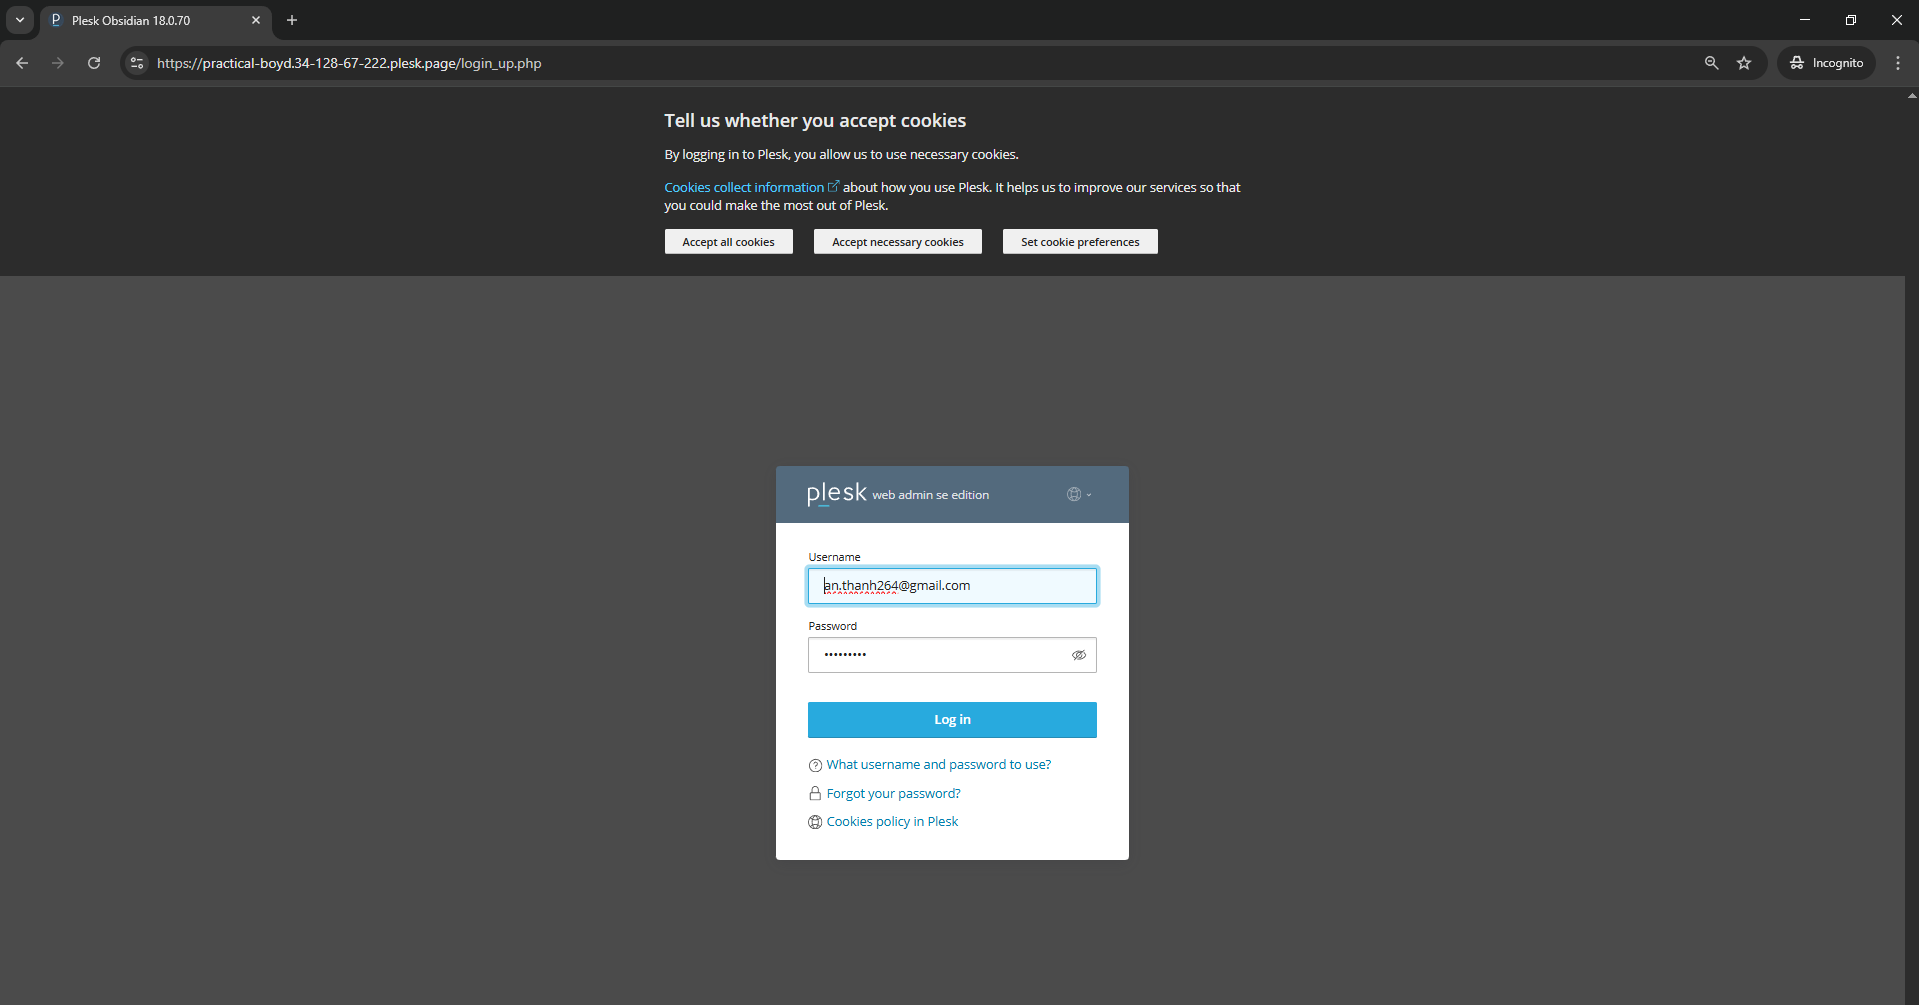 Plesk Obsidian 18.0.70
https://practical-boyd.34-128-67-222.plesk.page/login_up.php
Incognito
Tell us whether you accept cookies
By logging in to Plesk, you allow us to use necessary cookies.
Cookies collect information about how you use Plesk. It helps us to improve our services so that
you could make the most out of Plesk.
Accept all cookies
Accept necessary cookies
Set cookie preferences
plesk web admin se edition
Username
an.thanh264@gmail.com
Password
•••••••••
Log in
What username and password to use?
Forgot your password?
Cookies policy in Plesk